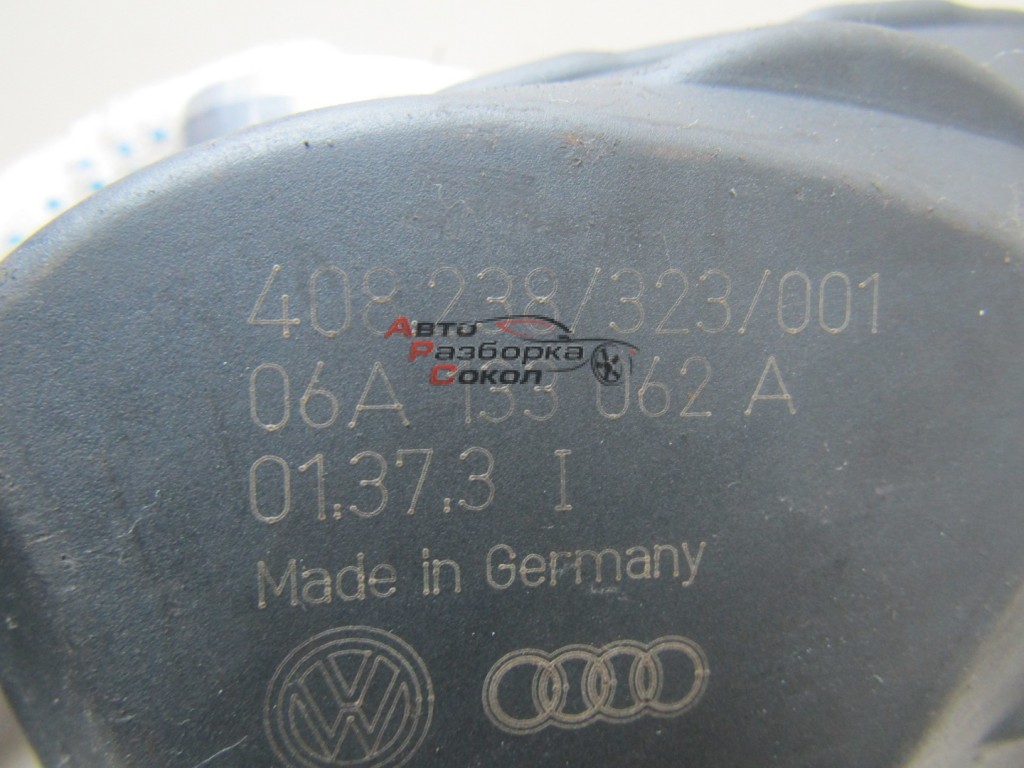 408.238/323/001
Авто
Разборка
Сокол
06A 133 062 A
01.37.3 I
Made in Germany